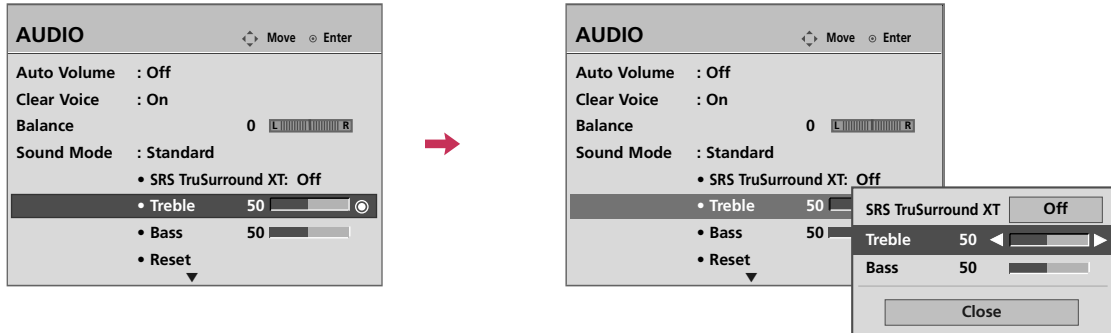 AUDIO Move Enter
Auto Volume : Off
Clear Voice : On
Balance 0 L R
Sound Mode : Standard
• SRS TruSurround XT: Off
• Treble 50
• Bass 50
• Reset
AUDIO Move Enter
Auto Volume : Off
Clear Voice : On
Balance 0 L R
Sound Mode : Standard
• SRS TruSurround XT: Off
• Treble 50
• Bass 50
• Reset
SRS TruSurround XT Off
Treble 50
Bass 50
Close